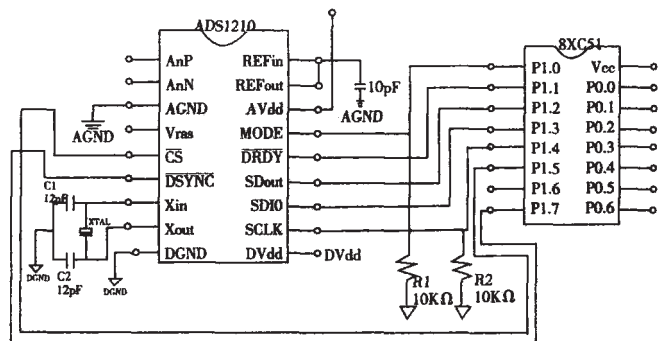 ADS1210
8XC51
AnP
AnN
AGND
Vras
CS
DSYNC
Xin
Xout
DGND
REFin
REFout
AVdd
MODE
DRDY
SDout
SDI0
SCLK
DVdd
DVdd
10pF
AGND
AGND
C1
12pF
XTAL
C2
12pF
DGND
DGND
R1
10KΩ
R2
10KΩ
P1.0
P1.1
P1.2
P1.3
P1.4
P1.5
P1.6
P1.7
Vcc
P0.0
P0.1
P0.2
P0.3
P0.4
P0.5
P0.6